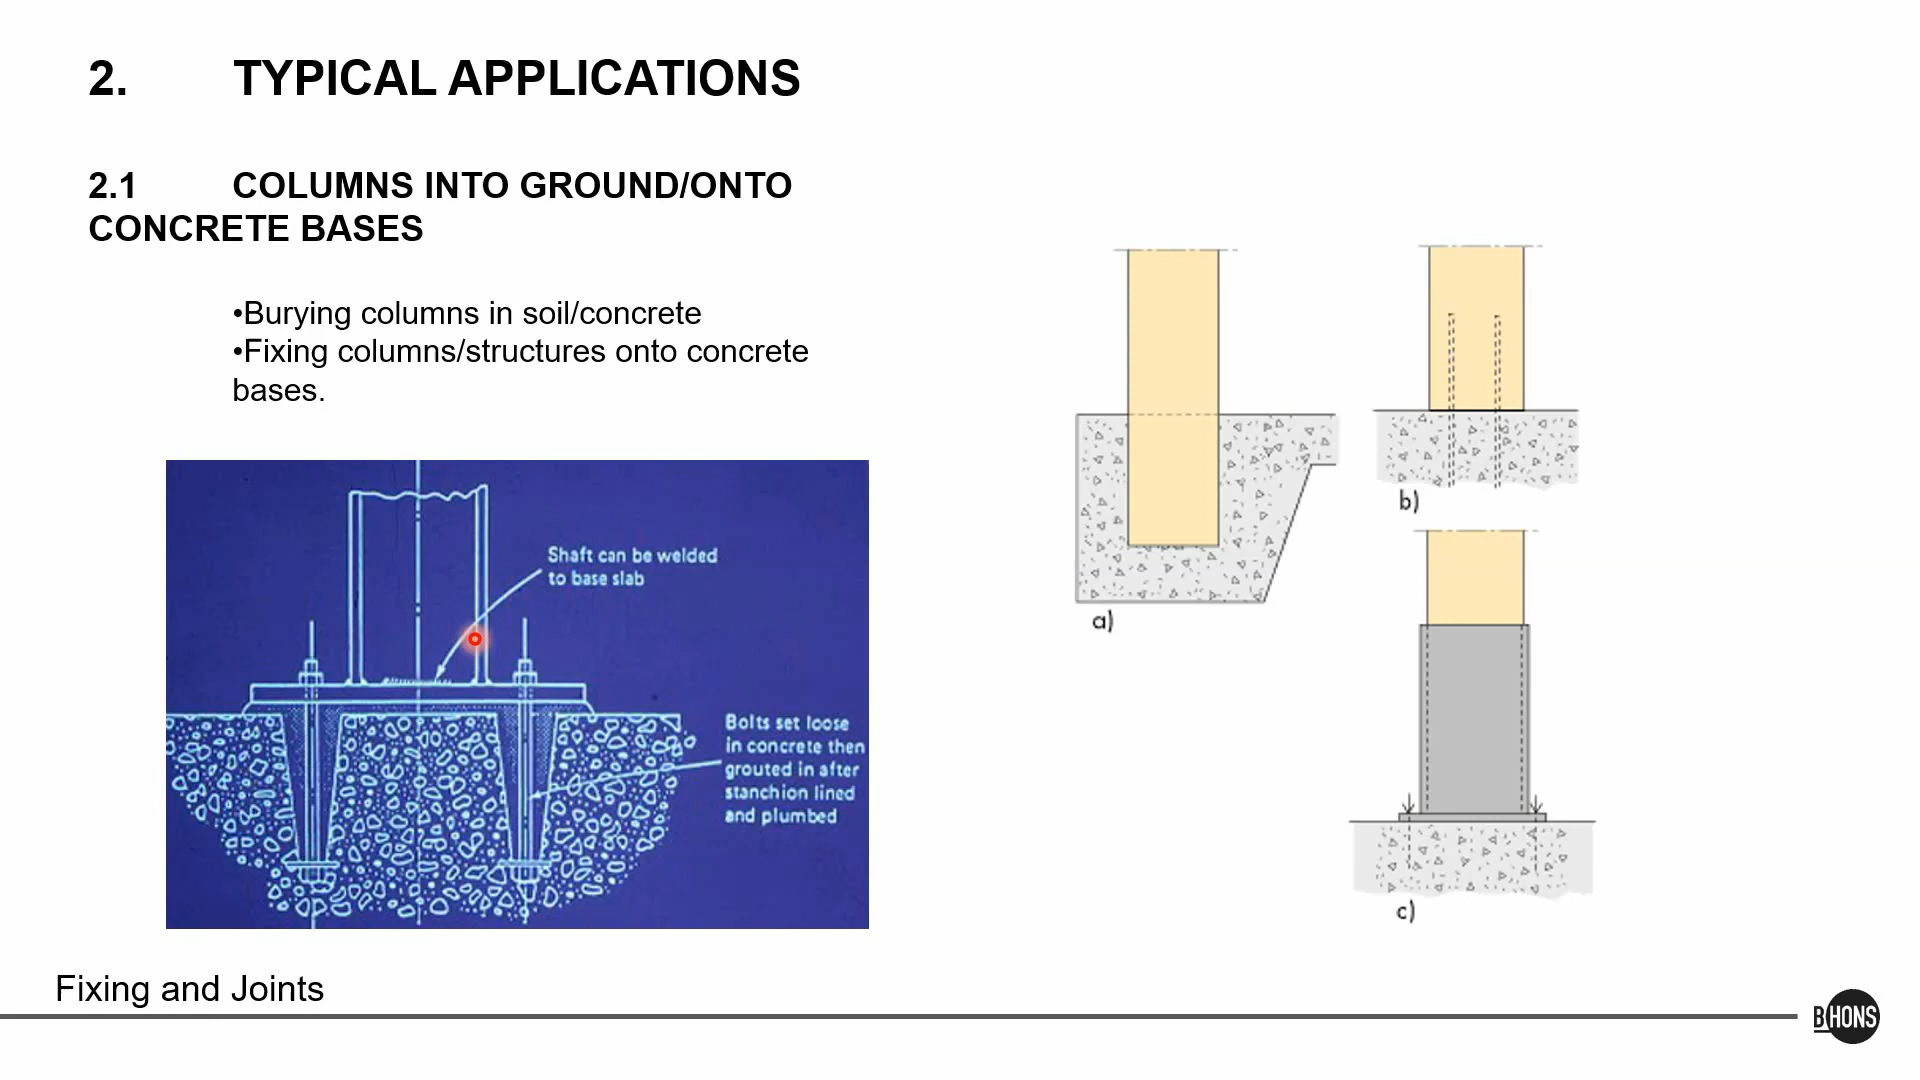 2. TYPICAL APPLICATIONS
2.1 COLUMNS INTO GROUND/ONTO
CONCRETE BASES
•Burying columns in soil/concrete
•Fixing columns/structures onto concrete
bases.
Shaft can be welded
to base slab
Bolts set loose
in concrete then
grouted in after
stanchion lined
and plumbed
a)
b)
c)
Fixing and Joints
B(HONS